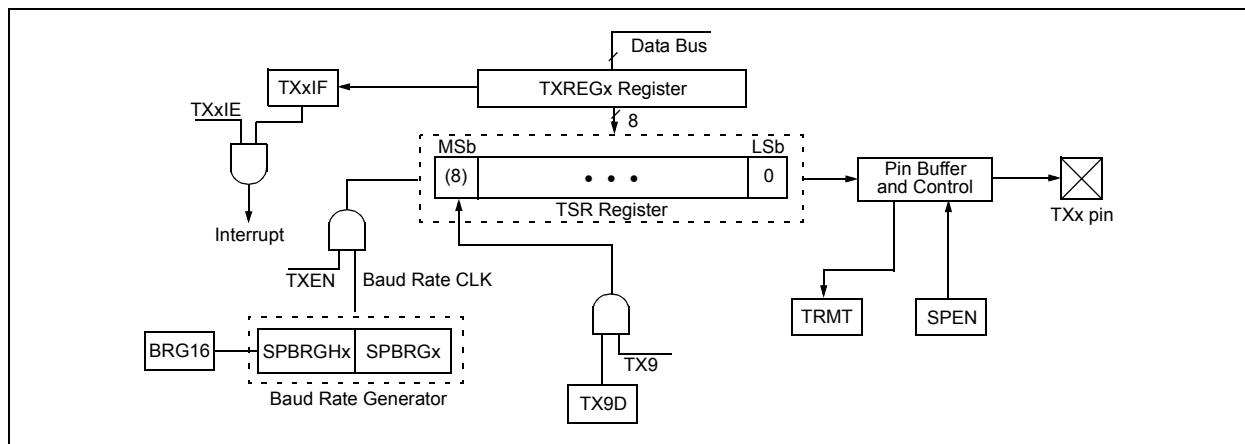 Data Bus
TXxIF
TXREGx Register
TXxIE
8
MSb
LSb
(8)
• • •
0
Pin Buffer
and Control
TSR Register
TXx pin
Interrupt
TXEN
Baud Rate CLK
TRMT
SPEN
BRG16
SPBRGHx
SPBRGx
TX9
Baud Rate Generator
TX9D